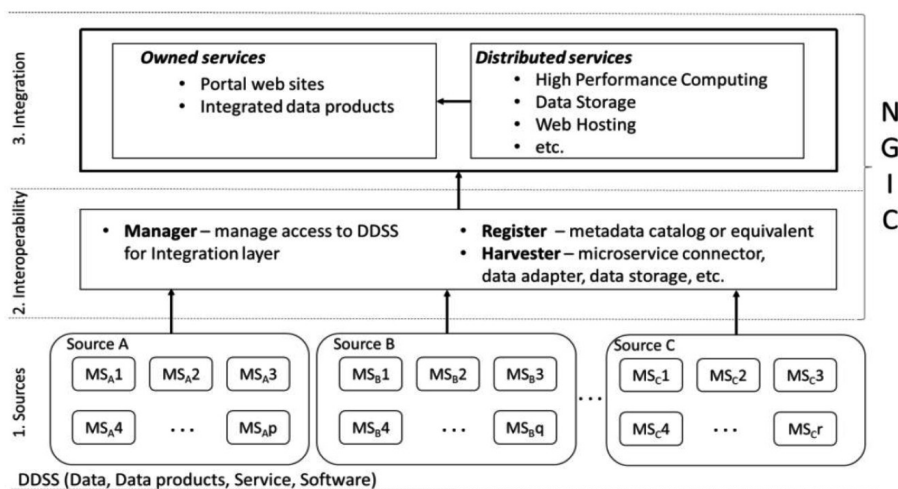 3. Integration
Owned services
• Portal web sites
• Integrated data products
Distributed services
• High Performance Computing
• Data Storage
• Web Hosting
• etc.
N
G
I
C
2. Interoperability
• Manager – manage access to DDSS
for Integration layer
• Register – metadata catalog or equivalent
• Harvester – microservice connector,
data adapter, data storage, etc.
1. Sources
Source A
MSA1 MSA2 MSA3
MSA4 ... MSAp
Source B
MSB1 MSB2 MSB3
MSB4 ... MSBq
...
Source C
MSC1 MSC2 MSC3
MSC4 ... MSCr
DDSS (Data, Data products, Service, Software)